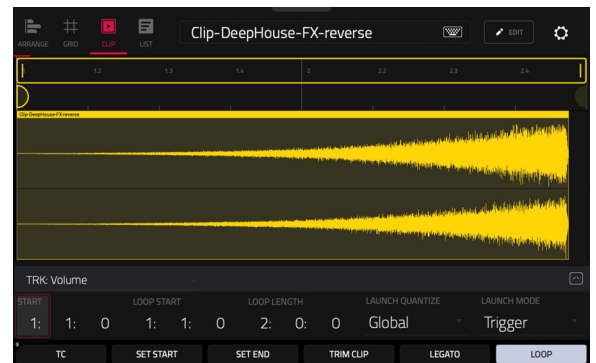 Clip-DeepHouse-FX-reverse
EDIT
ARRANGE GRID CLIP LIST
1.2 1.3 1.4 2 2.2 2.3 2.4
Clip-DeepHouse-FX-reverse
TRK: Volume
START LOOP START LOOP LENGTH LAUNCH QUANTIZE LAUNCH MODE
1: 1: 0 1: 1: 0 2: 0: 0 Global Trigger
TC SET START SET END TRIM CLIP LEGATO LOOP